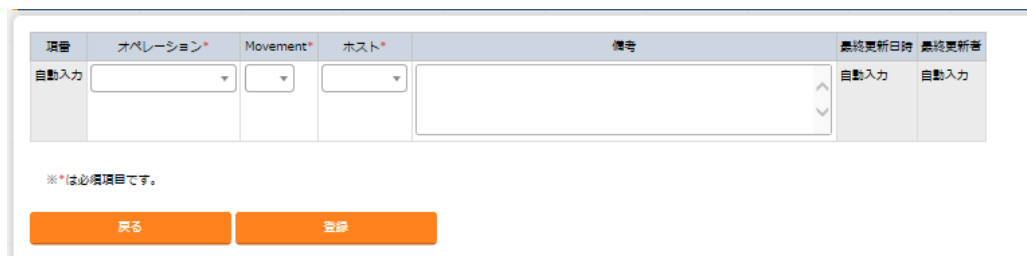 項番 オペレーション* Movement* ホスト* 備考 最終更新日時 最終更新者
自動入力 自動入力 自動入力
※*は必須項目です。
戻る 登録